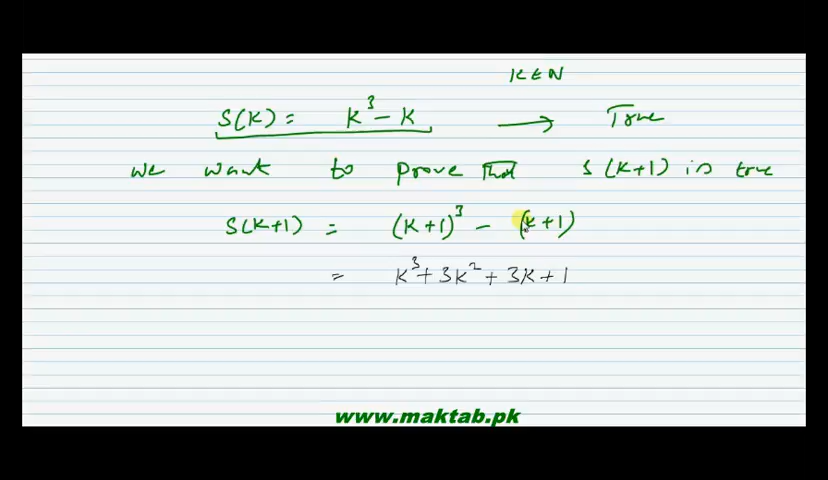 K ∈ N
S(K) = K³ - K → True
We want to prove that S(K+1) is true
S(K+1) = (K+1)³ - (K+1)
= K³ + 3K² + 3K + 1
www.maktab.pk